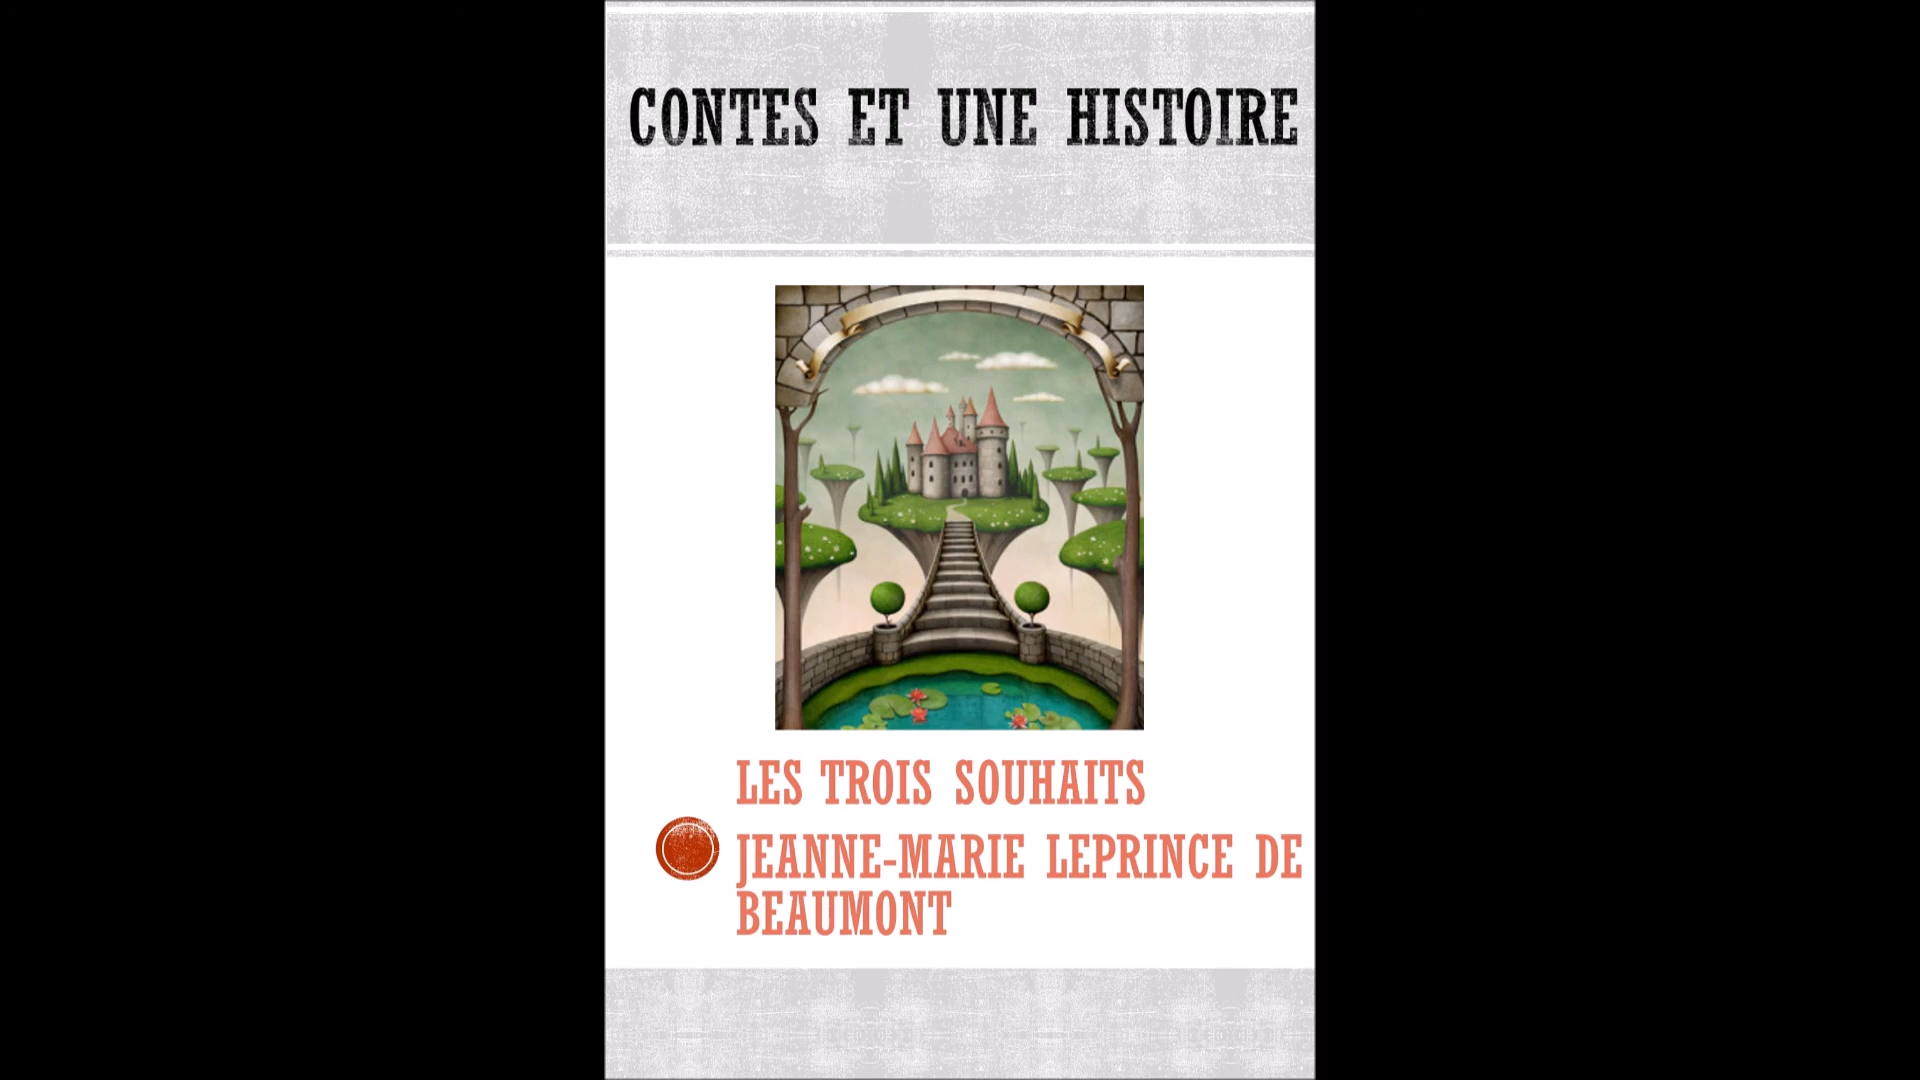 CONTES ET UNE HISTOIRE
LES TROIS SOUHAITS
JEANNE-MARIE LEPRINCE DE
BEAUMONT